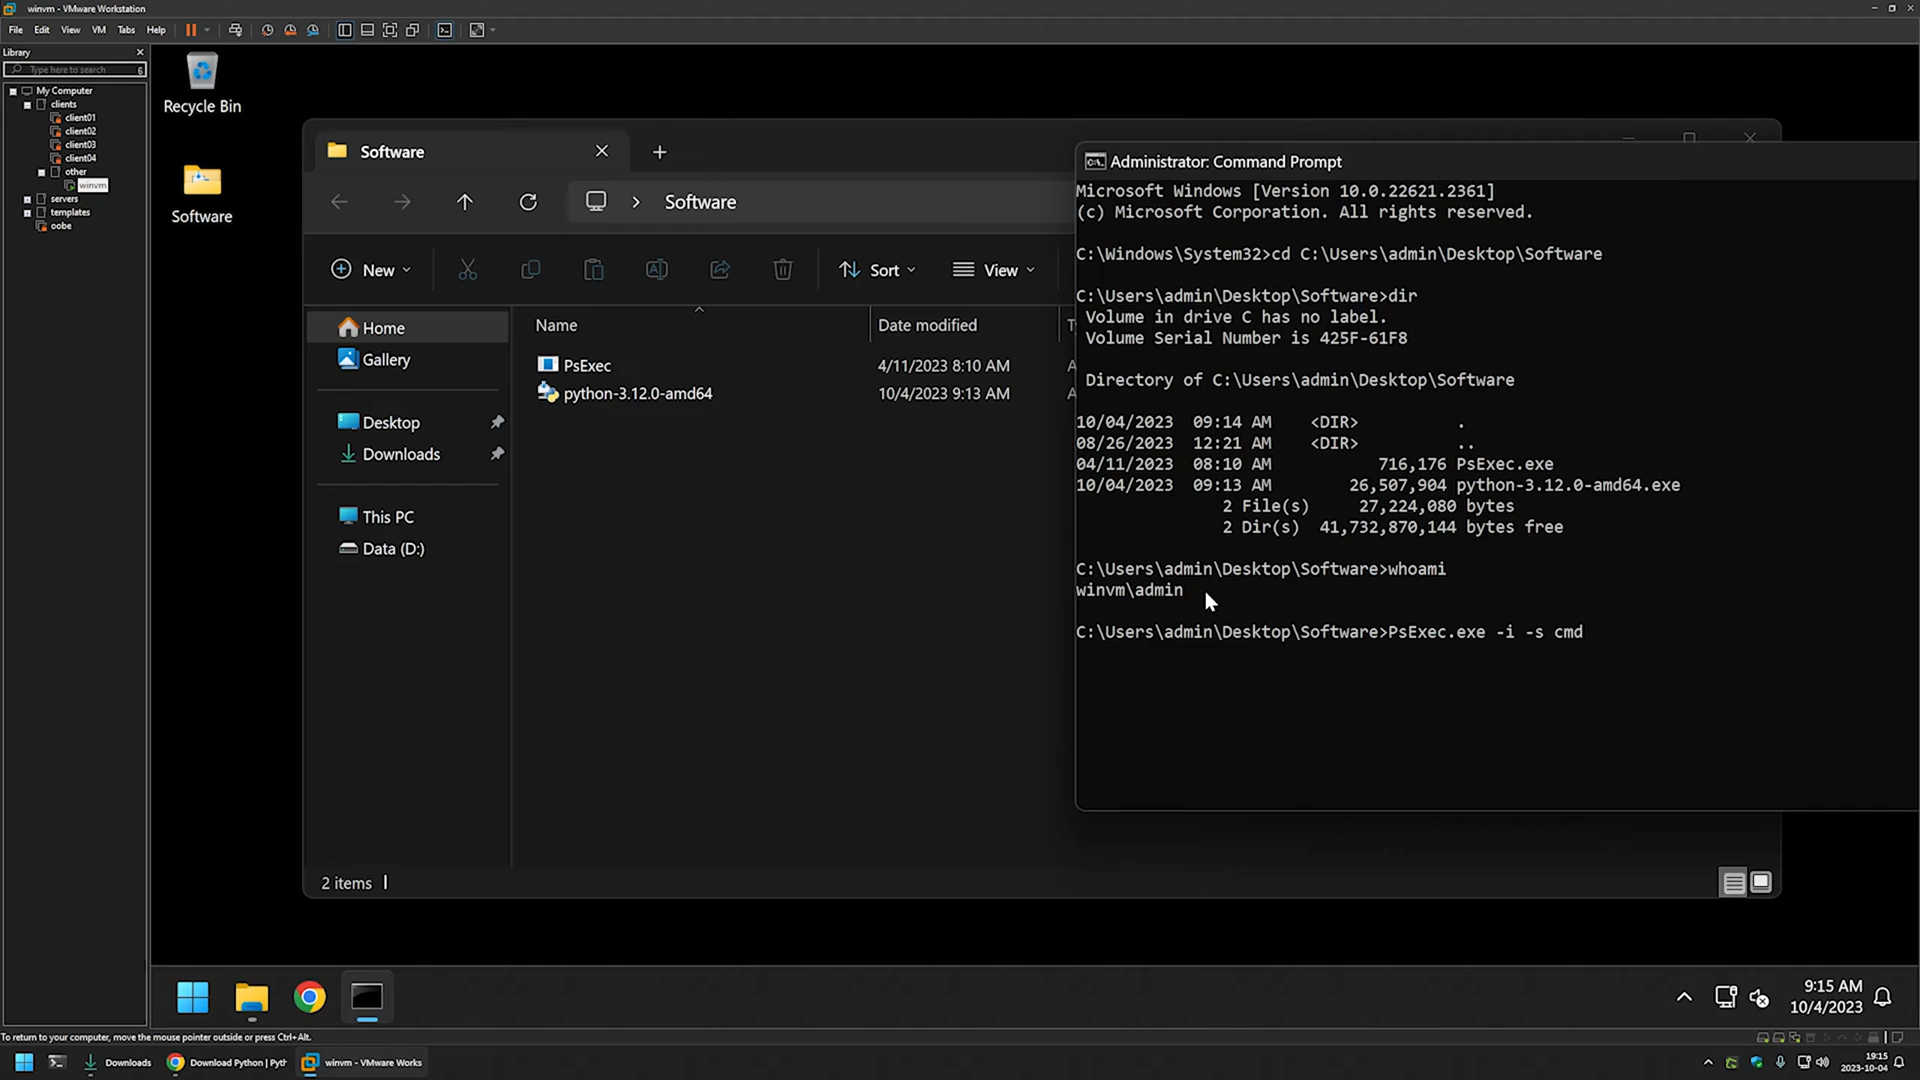 winvm - VMware Workstation
File Edit View VM Tabs Help
Library
Type here to search
My Computer
clients
client01
client02
client03
client04
other
winvm
servers
templates
oobe
Recycle Bin
Software
Software
Software
New
Sort
View
Home
Gallery
Desktop
Downloads
This PC
Data (D:)
Name Date modified
PsExec 4/11/2023 8:10 AM A
python-3.12.0-amd64 10/4/2023 9:13 AM A
2 items
Administrator: Command Prompt
Microsoft Windows [Version 10.0.22621.2361]
(c) Microsoft Corporation. All rights reserved.
C:\Windows\System32>cd C:\Users\admin\Desktop\Software
C:\Users\admin\Desktop\Software>dir
Volume in drive C has no label.
Volume Serial Number is 425F-61F8
Directory of C:\Users\admin\Desktop\Software
10/04/2023 09:14 AM <DIR> .
08/26/2023 12:21 AM <DIR> ..
04/11/2023 08:10 AM 716,176 PsExec.exe
10/04/2023 09:13 AM 26,507,904 python-3.12.0-amd64.exe
2 File(s) 27,224,080 bytes
2 Dir(s) 41,732,870,144 bytes free
C:\Users\admin\Desktop\Software>whoami
winvm\admin
C:\Users\admin\Desktop\Software>PsExec.exe -i -s cmd
9:15 AM
10/4/2023
To return to your computer, move the mouse pointer outside or press Ctrl+Alt.
Downloads
Download Python | Pyth
winvm - VMware Works
19:15
2023-10-04